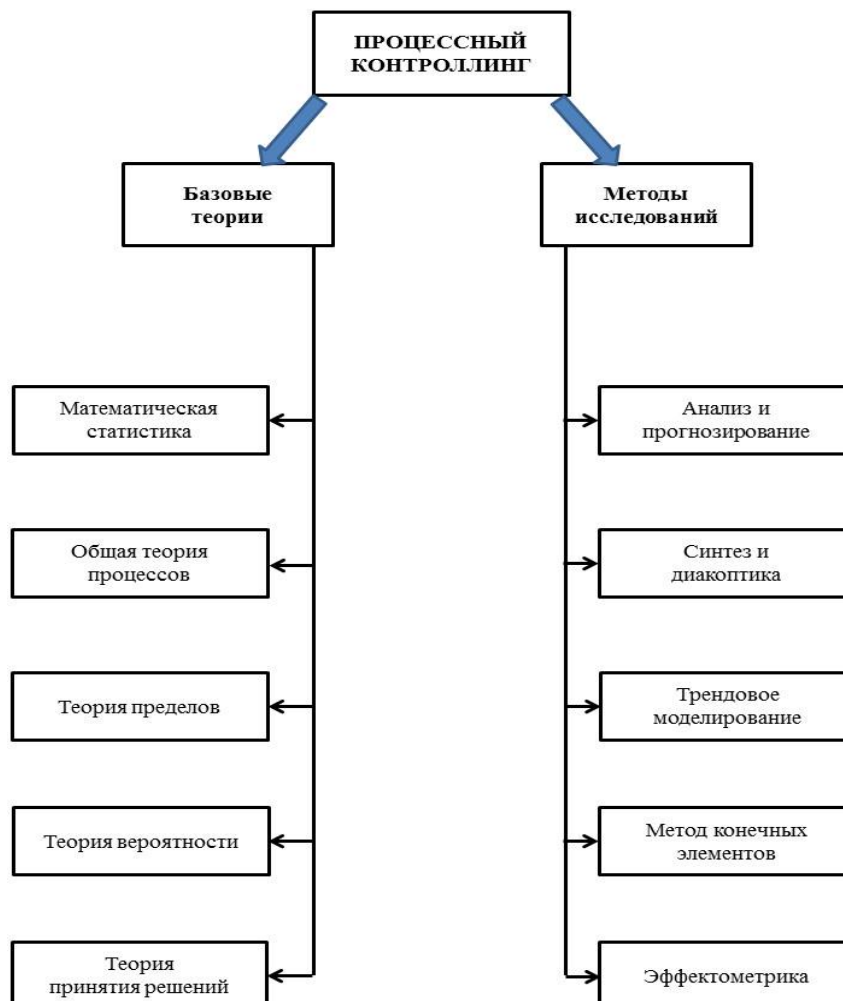 ПРОЦЕССНЫЙ
КОНТРОЛЛИНГ
Базовые
теории
Методы
исследований
Математическая
статистика
Анализ и
прогнозирование
Общая теория
процессов
Синтез и
диакоптика
Теория пределов
Трендовое
моделирование
Теория вероятности
Метод конечных
элементов
Теория
принятия решений
Эффектометрика